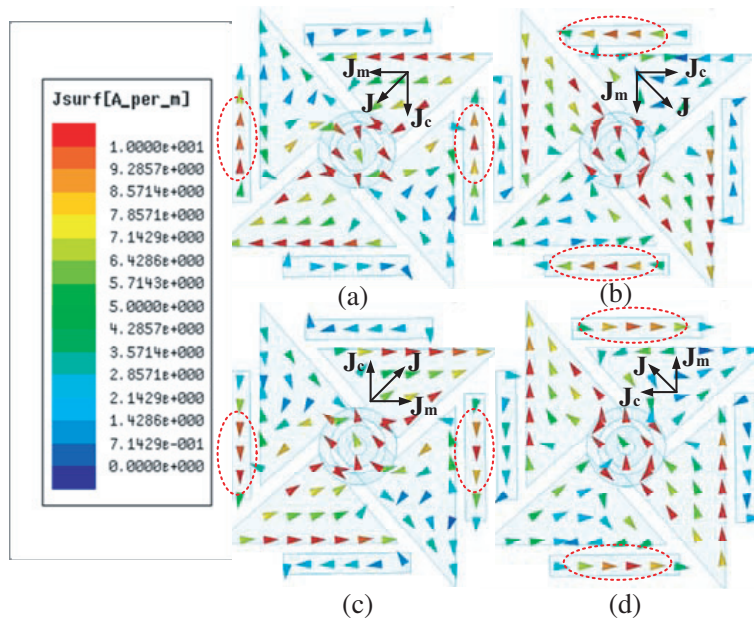 Jsurf[A_per_m]
1.0000e+001
9.2857e+000
8.5714e+000
7.8571e+000
7.1429e+000
6.4286e+000
5.7143e+000
5.0000e+000
4.2857e+000
3.5714e+000
2.8571e+000
2.1429e+000
1.4286e+000
7.1429e-001
0.0000e+000
Jm
J
Jc
(a)
Jc
Jm
J
(b)
Jc
J
Jm
(c)
J
Jm
Jc
(d)